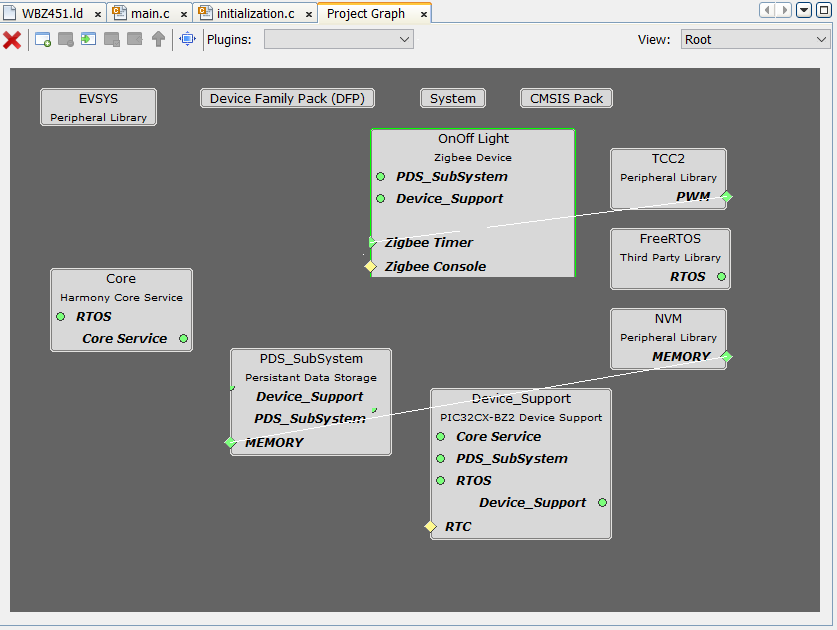 WBZ451.ld
main.c
initialization.c
Project Graph
Plugins:
View:
Root
EVSYS
Peripheral Library
Device Family Pack (DFP)
System
CMSIS Pack
OnOff Light
Zigbee Device
PDS_SubSystem
Device_Support
Zigbee Timer
Zigbee Console
TCC2
Peripheral Library
PWM
FreeRTOS
Third Party Library
RTOS
Core
Harmony Core Service
RTOS
Core Service
NVM
Peripheral Library
MEMORY
PDS_SubSystem
Persistant Data Storage
Device_Support
PDS_SubSystem
MEMORY
Device_Support
PIC32CX-BZ2 Device Support
Core Service
PDS_SubSystem
RTOS
Device_Support
RTC